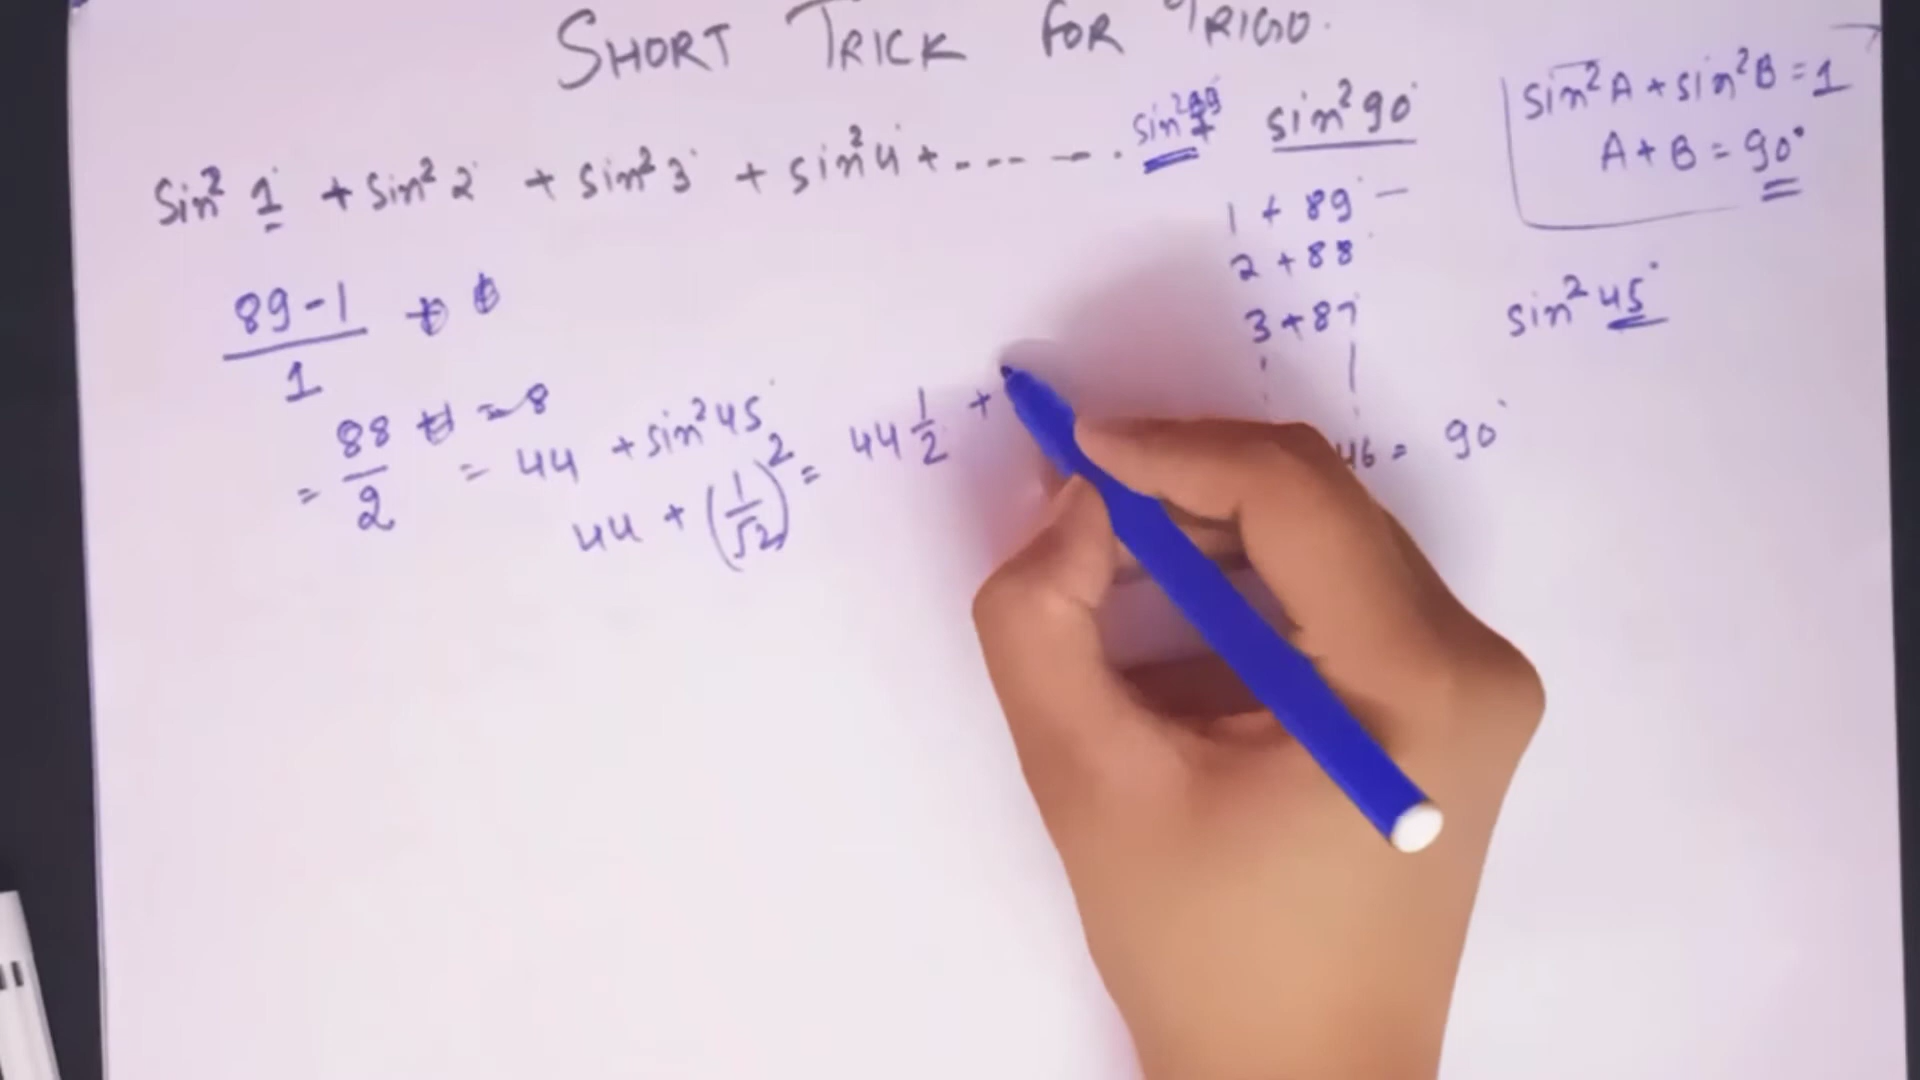 SHORT TRICK FOR TRIGO.
sin² 1° + sin² 2° + sin² 3° + sin² 4° + ------ . sin² 89° sin² 90°
sin²A + sin²B = 1
A + B = 90°
1 + 89°
2 + 88°
3 + 87
46 = 90°
sin² 45°
89-1
1
= 88 = 8
2
= 44 + sin² 45°
44 + (1/√2)² = 44 1/2 +